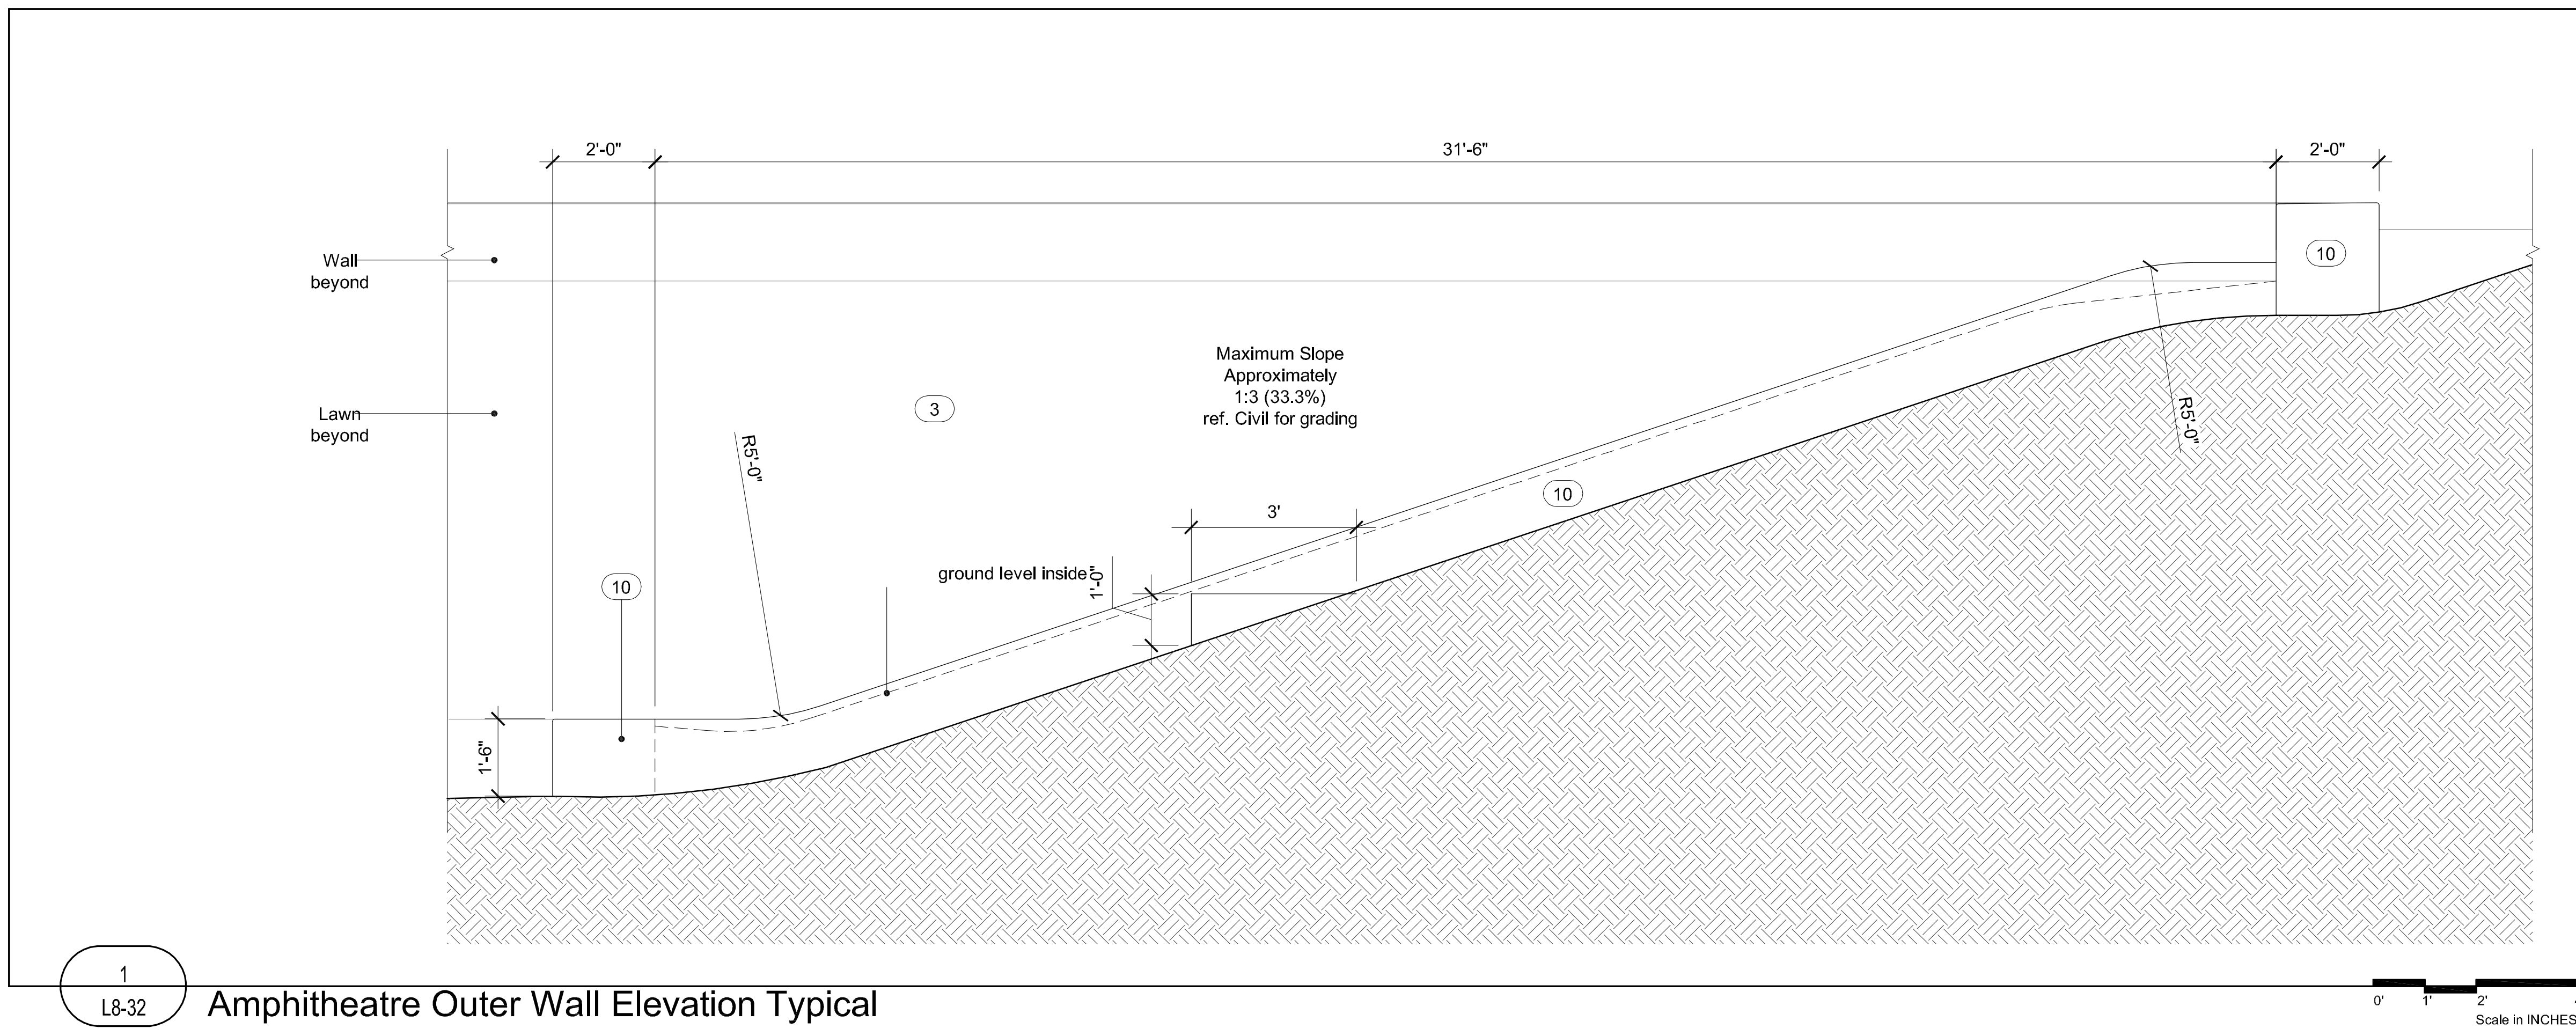 2'-0"
31'-6"
2'-0"
Wall
beyond
10
Maximum Slope
Approximately
1:3 (33.3%)
ref. Civil for grading
3
Lawn
beyond
R5'-0"
R5'-0"
10
3'
ground level inside
1'-0"
10
1'-6"
1
L8-32
Amphitheatre Outer Wall Elevation Typical
0'
1'
2'
Scale in INCHES